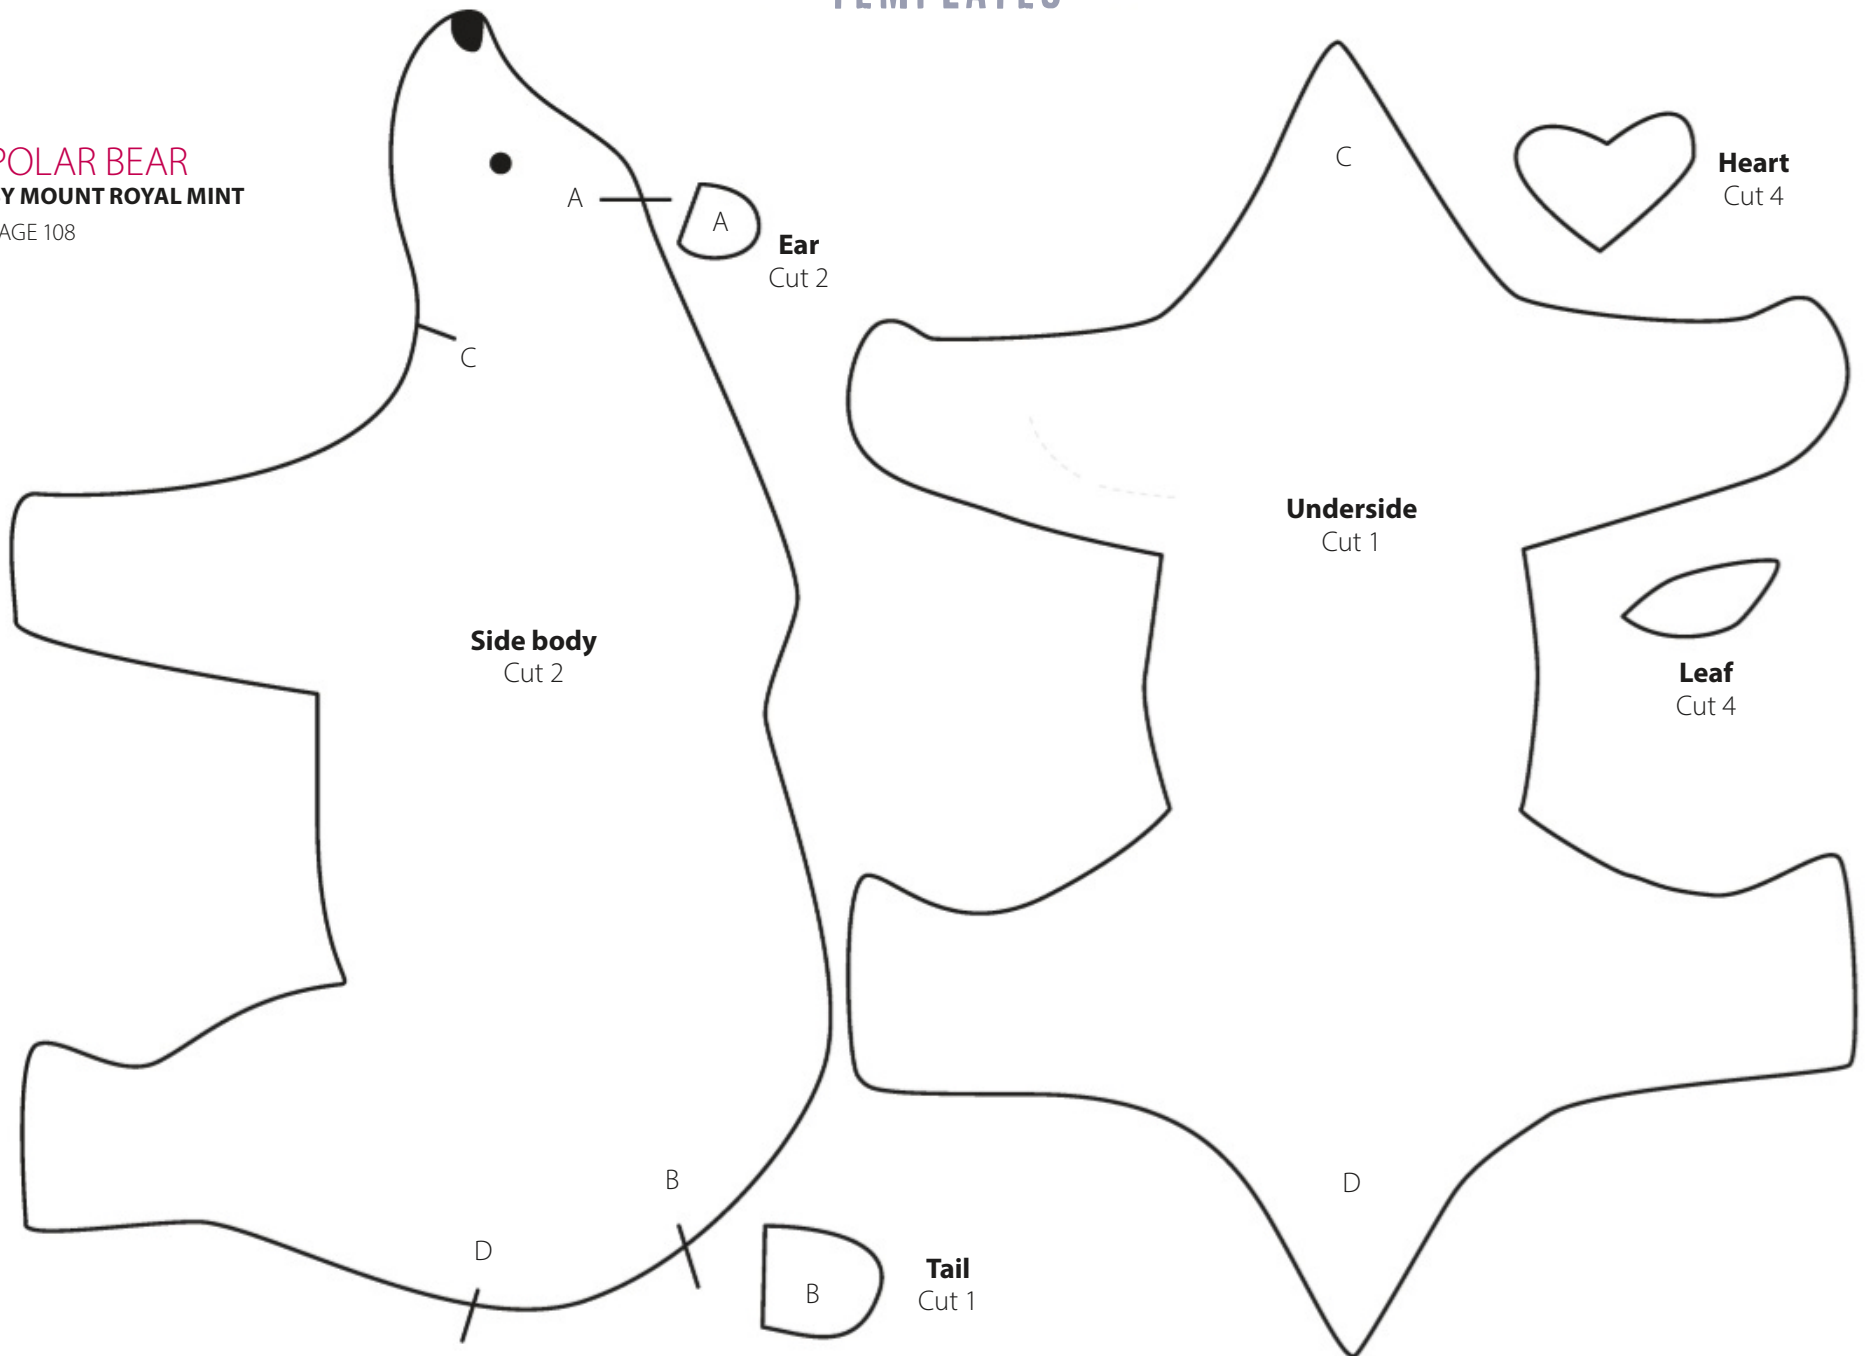 TEMPLATES
POLAR BEAR
Y MOUNT ROYAL MINT
AGE 108
A
A
Ear
Cut 2
C
Side body
Cut 2
B
D
B
Tail
Cut 1
C
Heart
Cut 4
Underside
Cut 1
Leaf
Cut 4
D